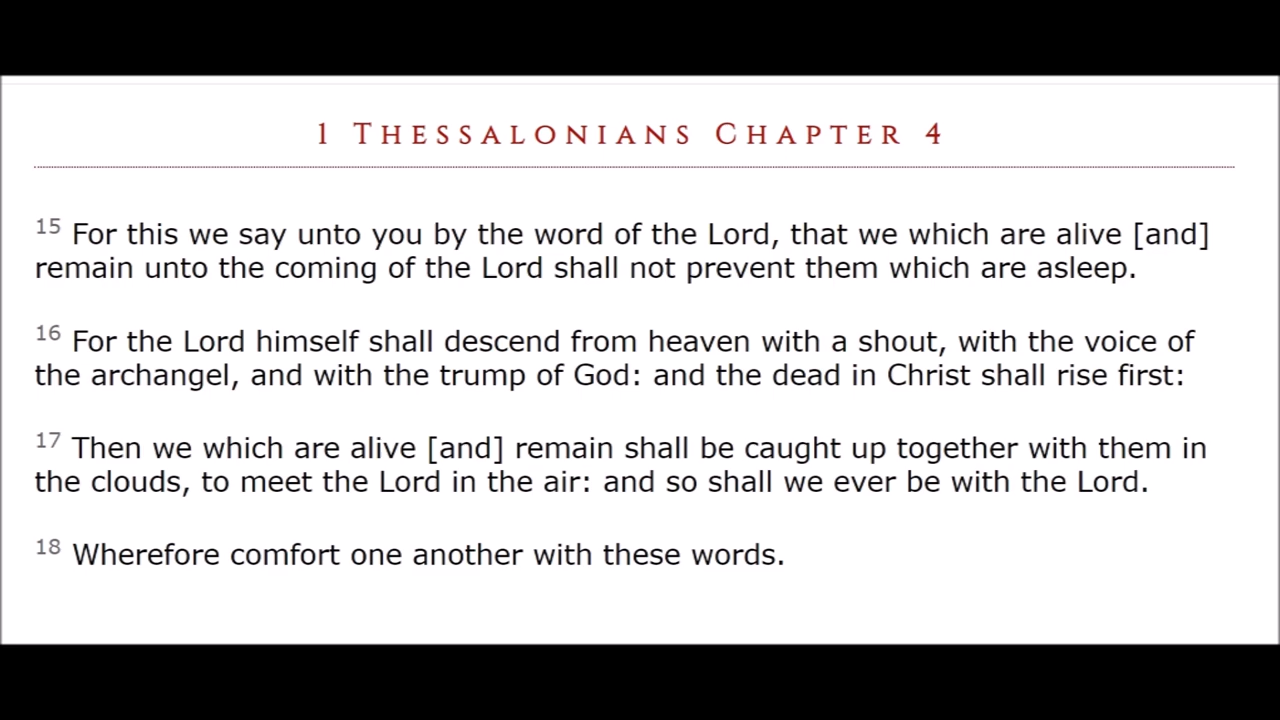 1 Thessalonians Chapter 4
15 For this we say unto you by the word of the Lord, that we which are alive [and]
remain unto the coming of the Lord shall not prevent them which are asleep.
16 For the Lord himself shall descend from heaven with a shout, with the voice of
the archangel, and with the trump of God: and the dead in Christ shall rise first:
17 Then we which are alive [and] remain shall be caught up together with them in
the clouds, to meet the Lord in the air: and so shall we ever be with the Lord.
18 Wherefore comfort one another with these words.